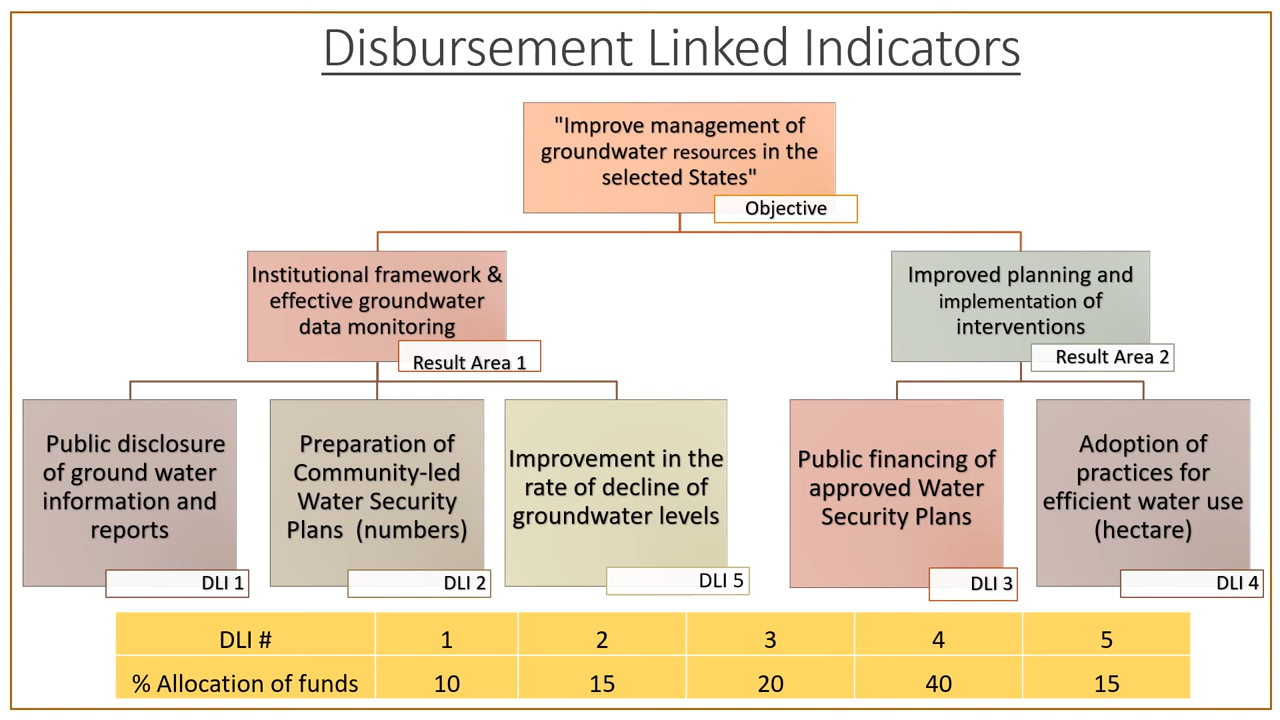 Disbursement Linked Indicators
"Improve management of
groundwater resources in the
selected States"
Objective
Institutional framework &
effective groundwater
data monitoring
Result Area 1
Improved planning and
implementation of
interventions
Result Area 2
Public disclosure
of ground water
information and
reports
DLI 1
Preparation of
Community-led
Water Security
Plans (numbers)
DLI 2
Improvement in the
rate of decline of
groundwater levels
DLI 5
Public financing of
approved Water
Security Plans
DLI 3
Adoption of
practices for
efficient water use
(hectare)
DLI 4
DLI # 1 2 3 4 5
% Allocation of funds 10 15 20 40 15